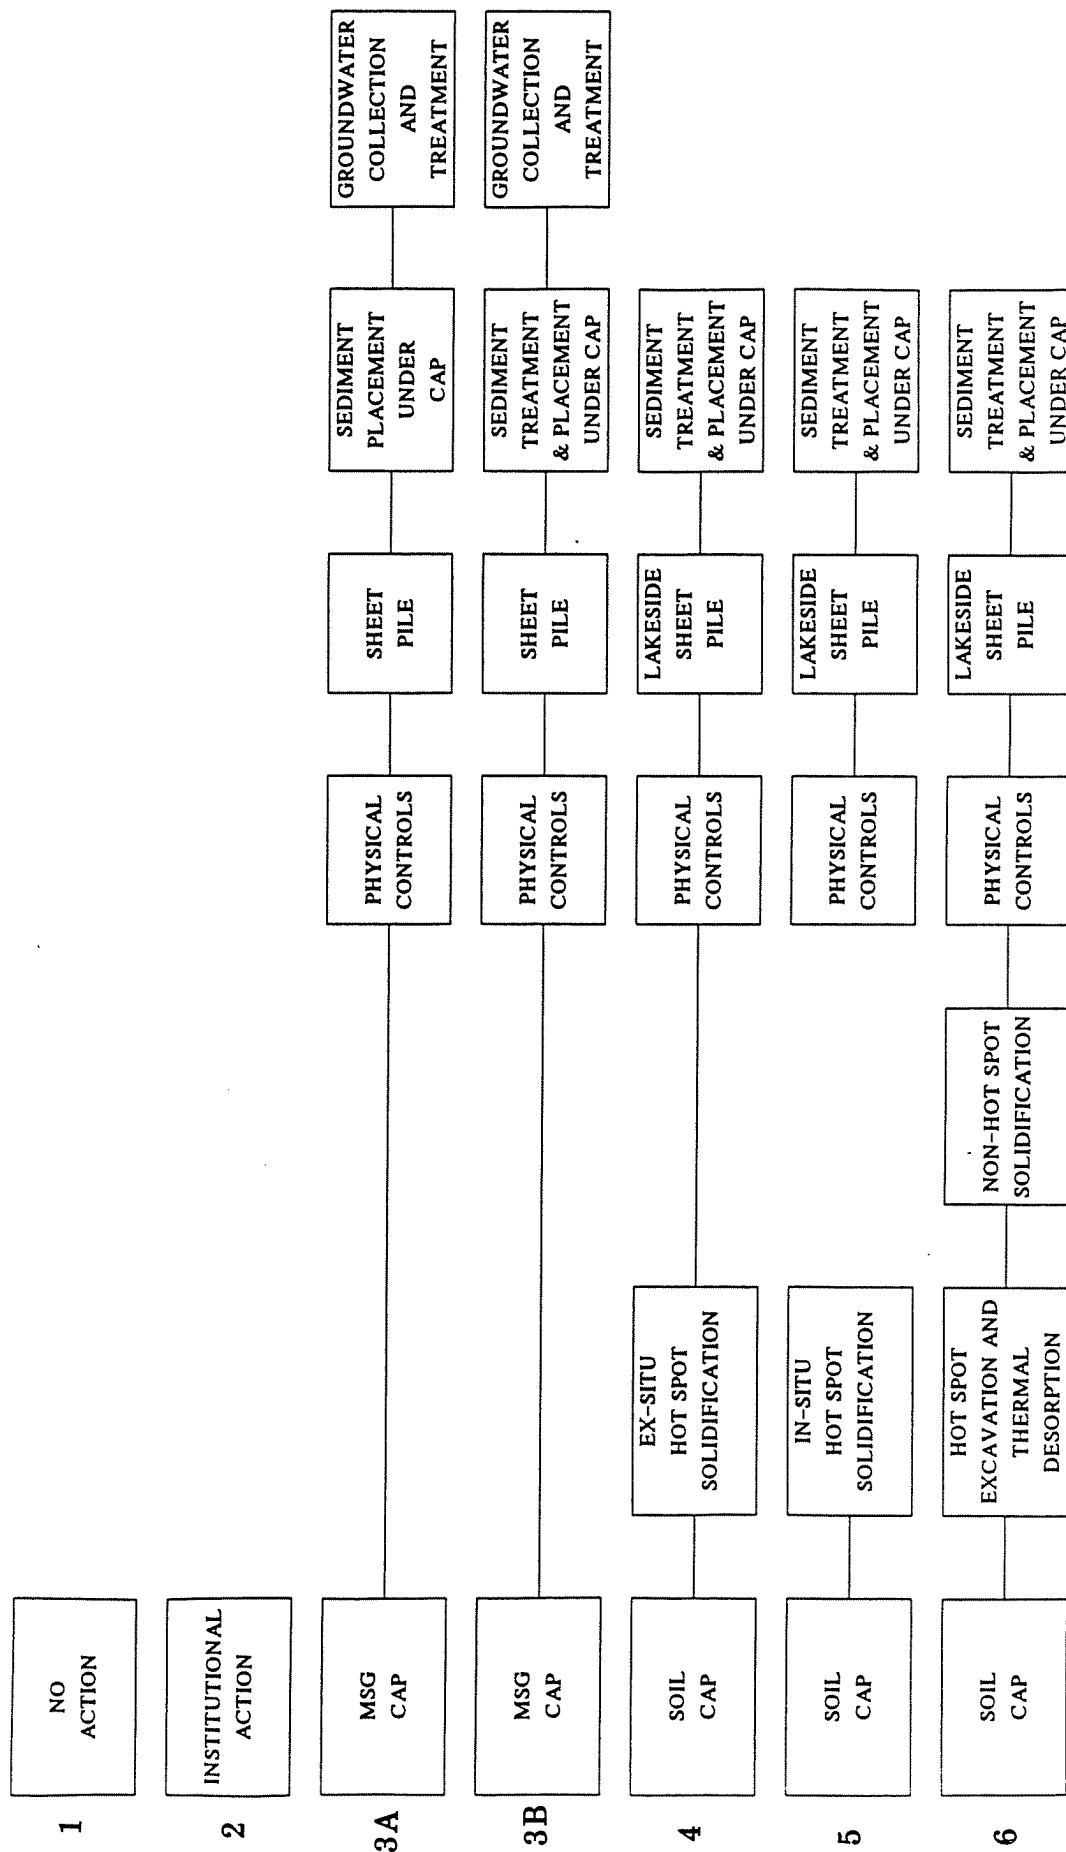 1
NO
ACTION
2
INSTITUTIONAL
ACTION
3A
MSG
CAP
PHYSICAL
CONTROLS
SHEET
PILE
SEDIMENT
PLACEMENT
UNDER
CAP
GROUNDWATER
COLLECTION
AND
TREATMENT
3B
MSG
CAP
PHYSICAL
CONTROLS
SHEET
PILE
SEDIMENT
TREATMENT
& PLACEMENT
UNDER CAP
GROUNDWATER
COLLECTION
AND
TREATMENT
4
SOIL
CAP
EX-SITU
HOT SPOT
SOLIDIFICATION
PHYSICAL
CONTROLS
LAKESIDE
SHEET
PILE
SEDIMENT
TREATMENT
& PLACEMENT
UNDER CAP
5
SOIL
CAP
IN-SITU
HOT SPOT
SOLIDIFICATION
PHYSICAL
CONTROLS
LAKESIDE
SHEET
PILE
SEDIMENT
TREATMENT
& PLACEMENT
UNDER CAP
6
SOIL
CAP
HOT SPOT
EXCAVATION AND
THERMAL
DESORPTION
NON-HOT SPOT
SOLIDIFICATION
PHYSICAL
CONTROLS
LAKESIDE
SHEET
PILE
SEDIMENT
TREATMENT
& PLACEMENT
UNDER CAP